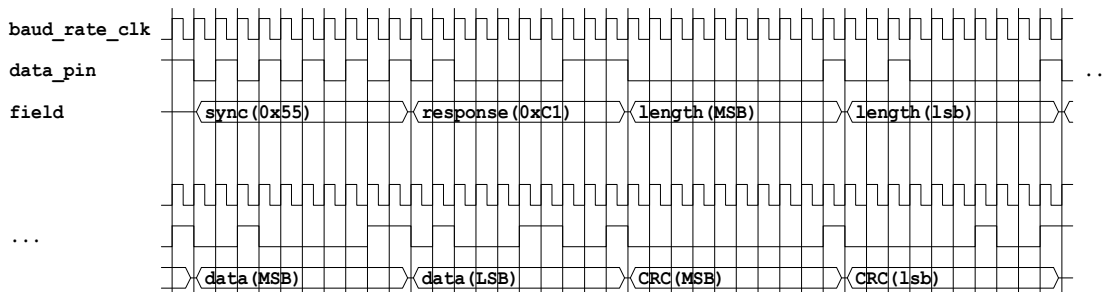 baud_rate_clk
data_pin ..
field sync(0x55) response(0xC1) length(MSB) length(lsb)
...
data(MSB) data(LSB) CRC(MSB) CRC(lsb)